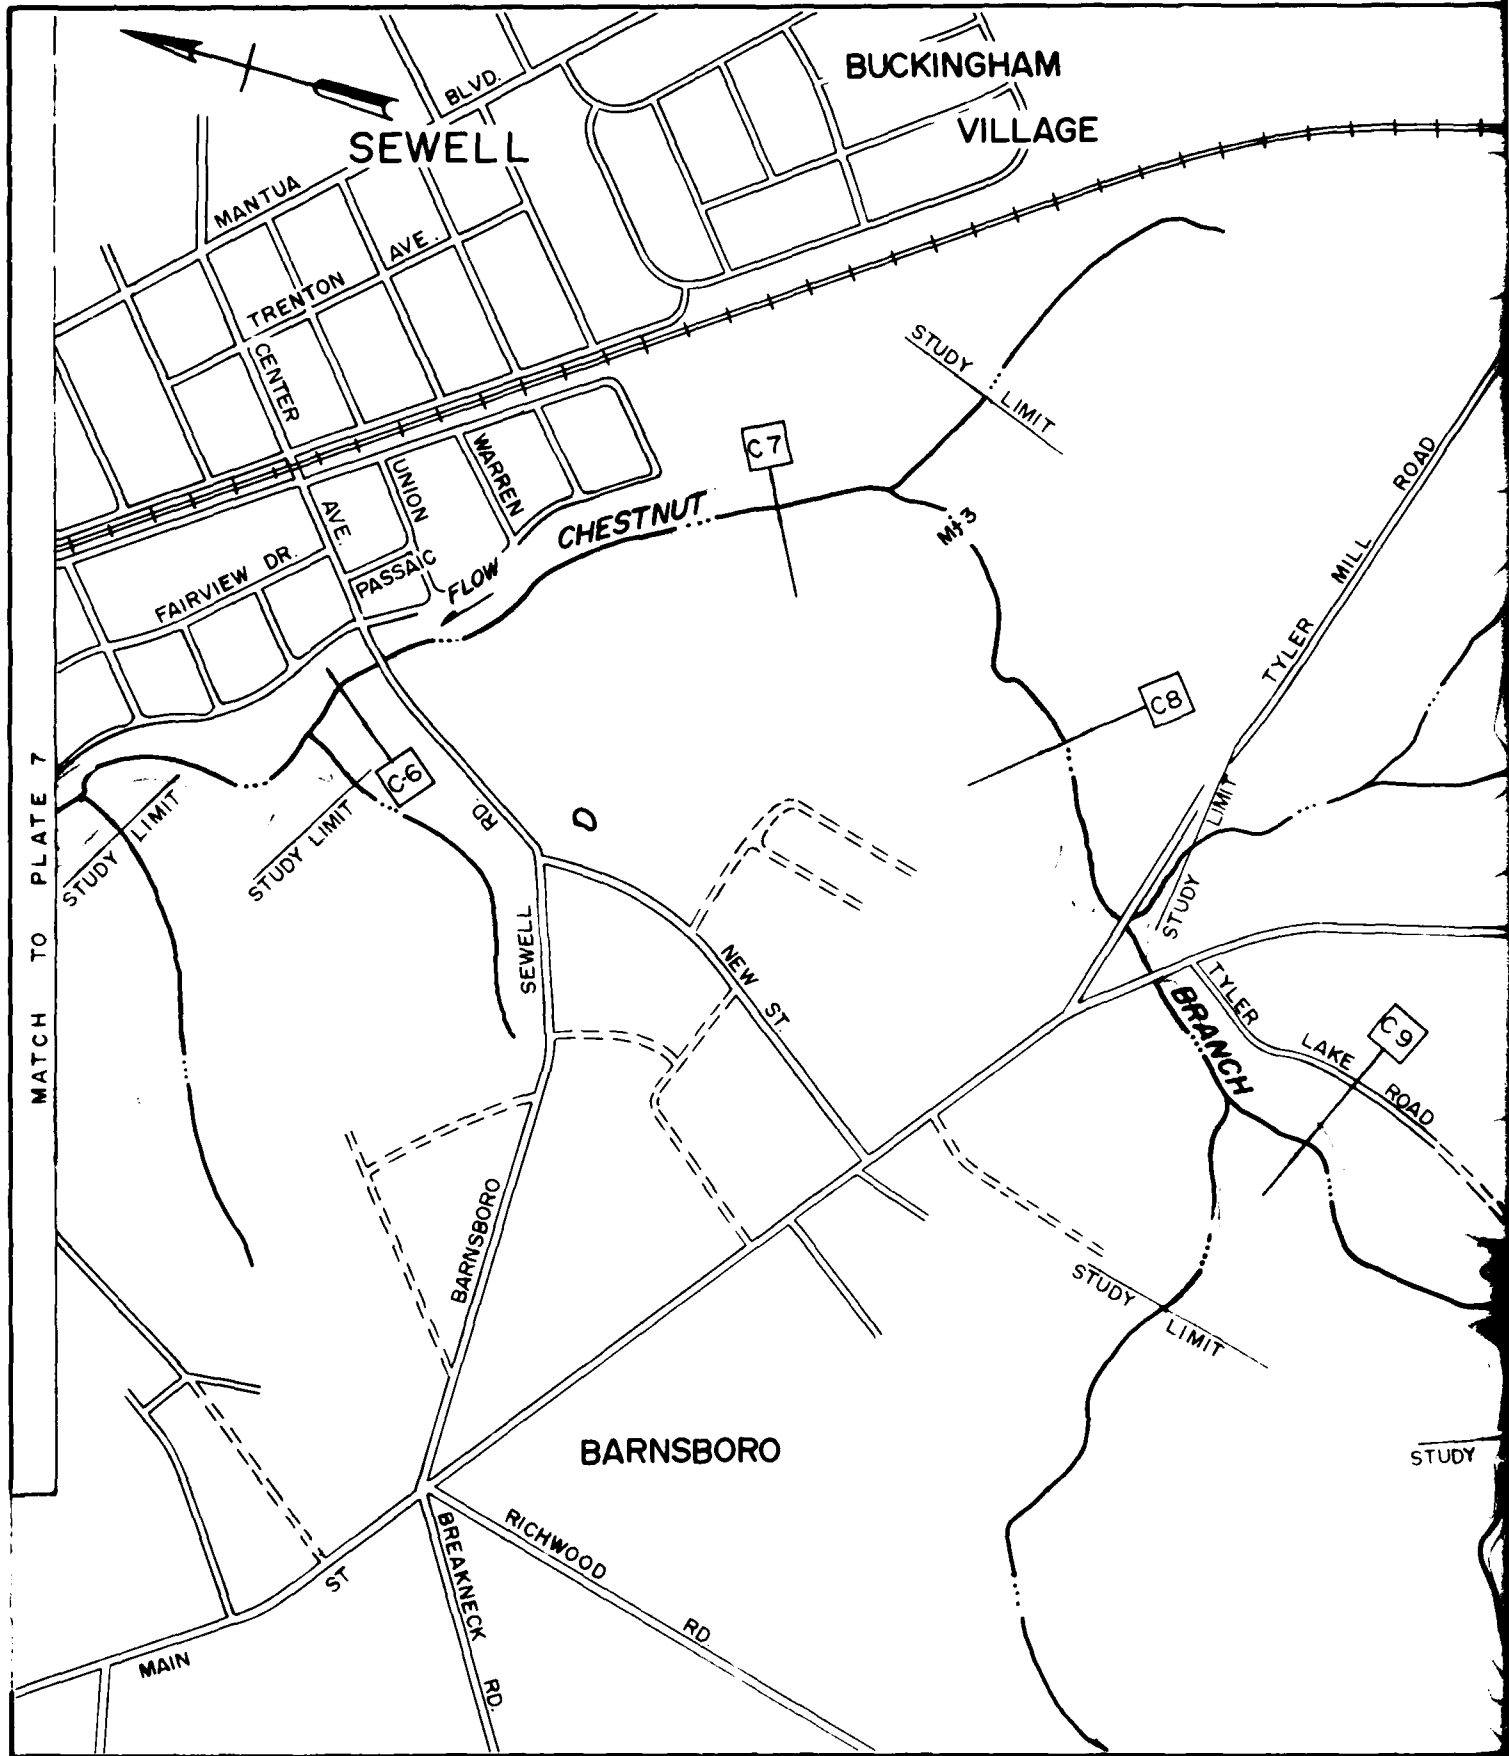 BUCKINGHAM
VILLAGE
BLVD.
SEWELL
MANTUA
TRENTON AVE.
CENTER
AVE.
UNION
WARREN
PASSAIC
FAIRVIEW DR.
FLOW
CHESTNUT
C7
STUDY LIMIT
M+3
TYLER MILL ROAD
C8
C-6
STUDY LIMIT
STUDY LIMIT
MATCH TO PLATE 7
RD
SEWELL
NEW ST.
STUDY LIMIT
BRANCH
TYLER LAKE ROAD
C9
BARNSBORO
STUDY LIMIT
BARNSBORO
STUDY
RICHWOOD RD.
BREAKNECK RD.
MAIN ST